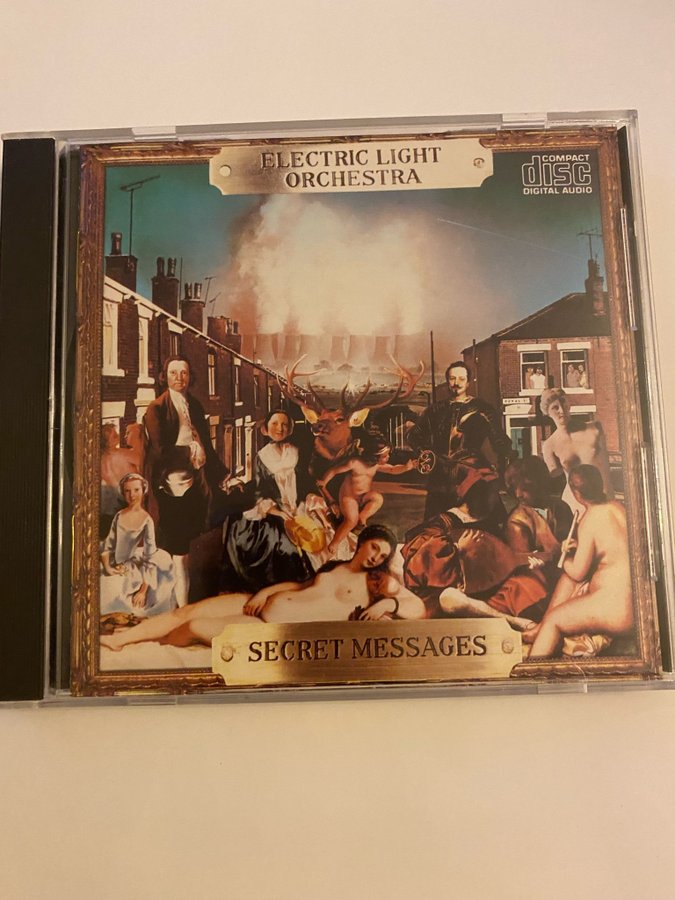 ELECTRIC LIGHT
ORCHESTRA
COMPACT
disc
DIGITAL AUDIO
SECRET MESSAGES